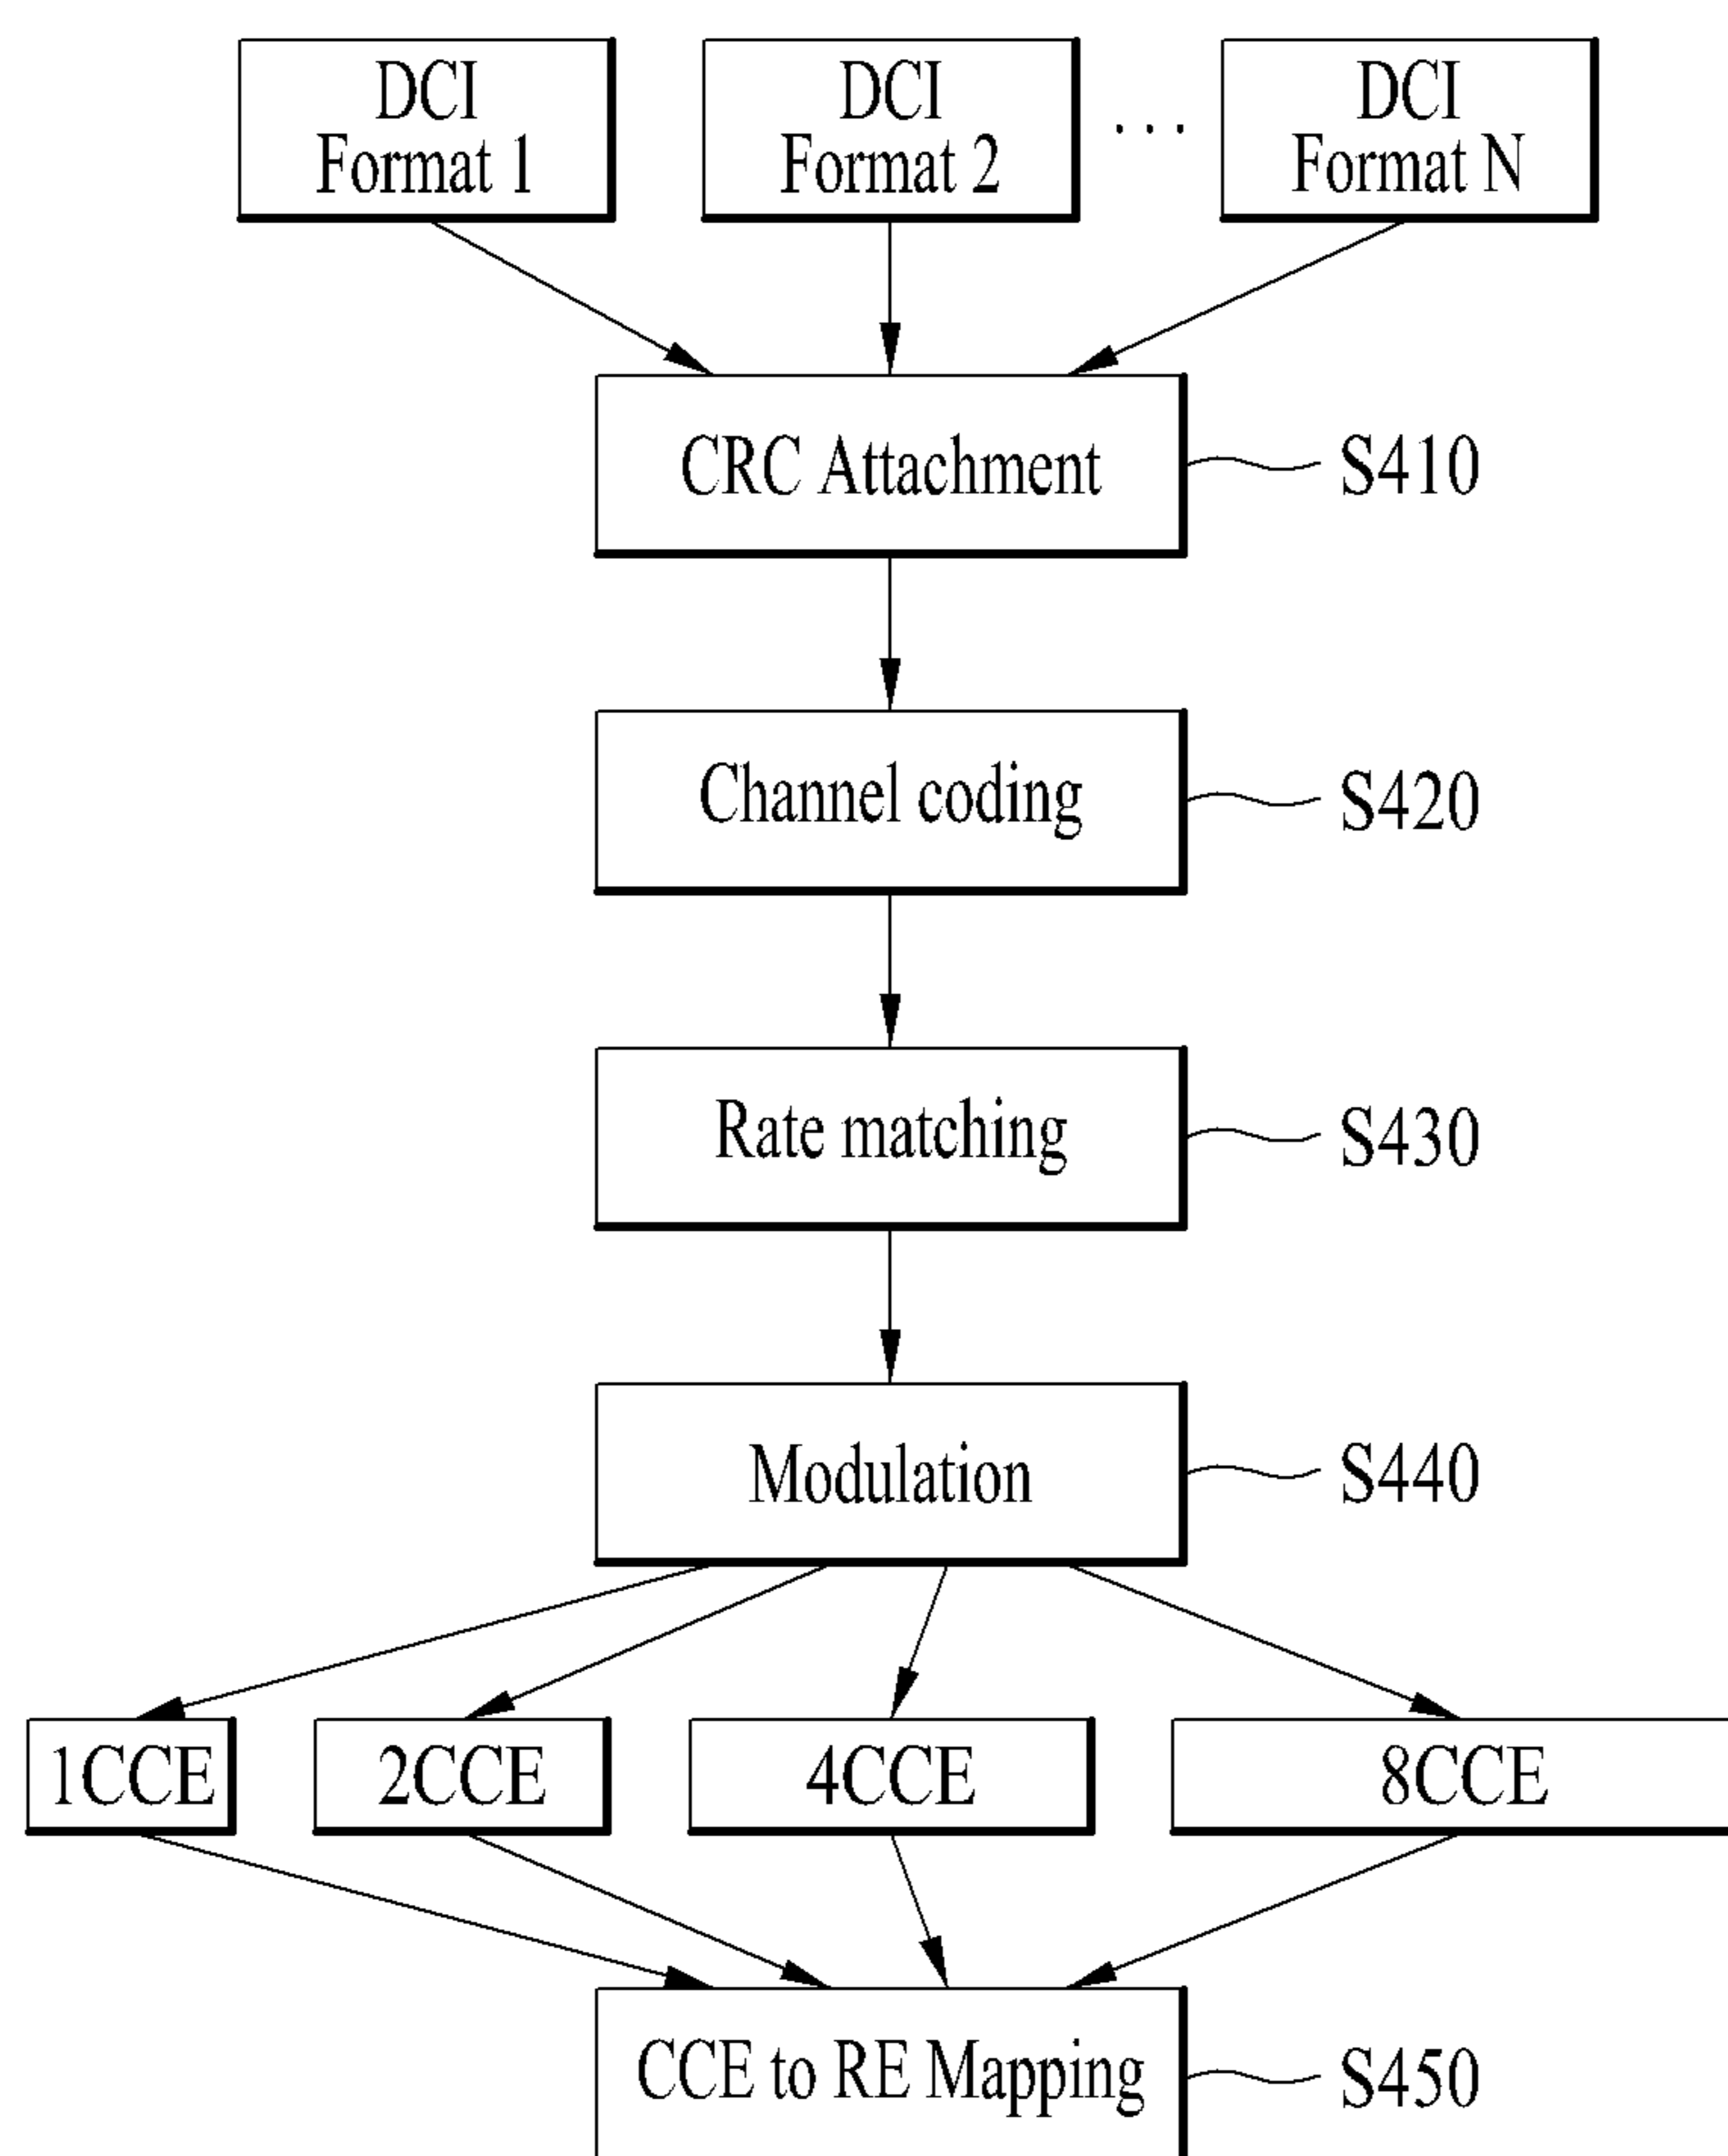 DCI
Format 1
DCI
Format 2
...
DCI
Format N
CRC Attachment
S410
Channel coding
S420
Rate matching
S430
Modulation
S440
1CCE
2CCE
4CCE
8CCE
CCE to RE Mapping
S450